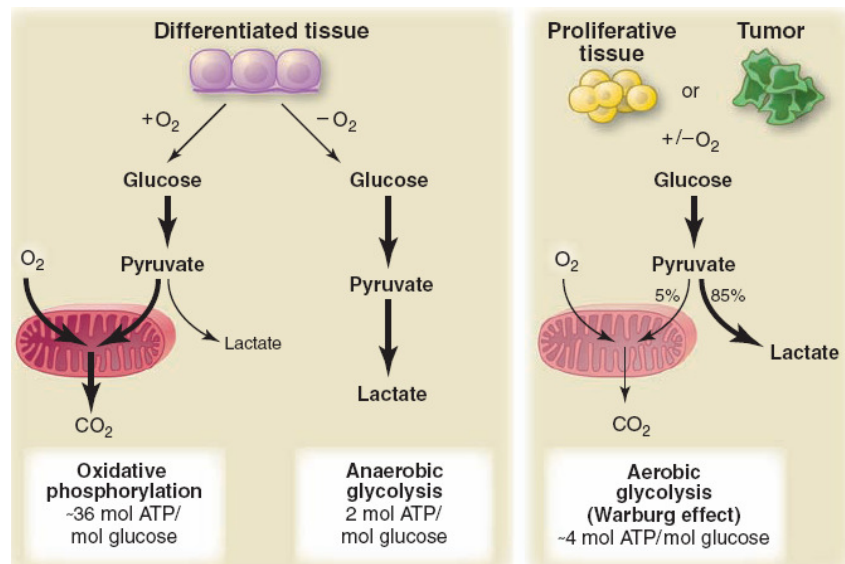 Differentiated tissue
+O2
–O2
Glucose
Glucose
O2
Pyruvate
Pyruvate
Lactate
Lactate
CO2
Oxidative
phosphorylation
~36 mol ATP/
mol glucose
Anaerobic
glycolysis
2 mol ATP/
mol glucose
Proliferative
tissue
or
Tumor
+/–O2
Glucose
O2
Pyruvate
5%
85%
Lactate
CO2
Aerobic
glycolysis
(Warburg effect)
~4 mol ATP/mol glucose